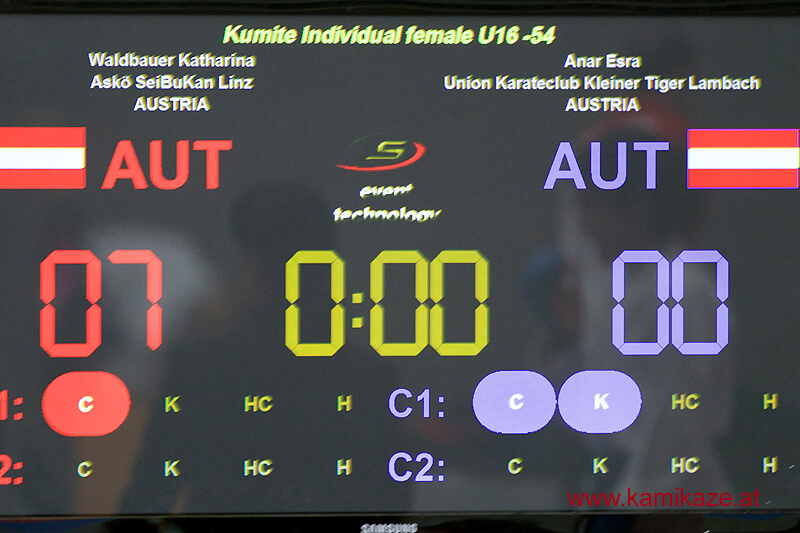 Kumite Individual female U16 -54
Waldbauer Katharina
Askö SeiBuKan Linz
AUSTRIA
Anar Esra
Union Karateclub Kleiner Tiger Lambach
AUSTRIA
AUT
AUT
S
event
technology
07
0:00
00
1: C K HC H
C1: C K HC H
2: C K HC H
C2: C K HC H
www.kamikaze.at
SAMSUNG